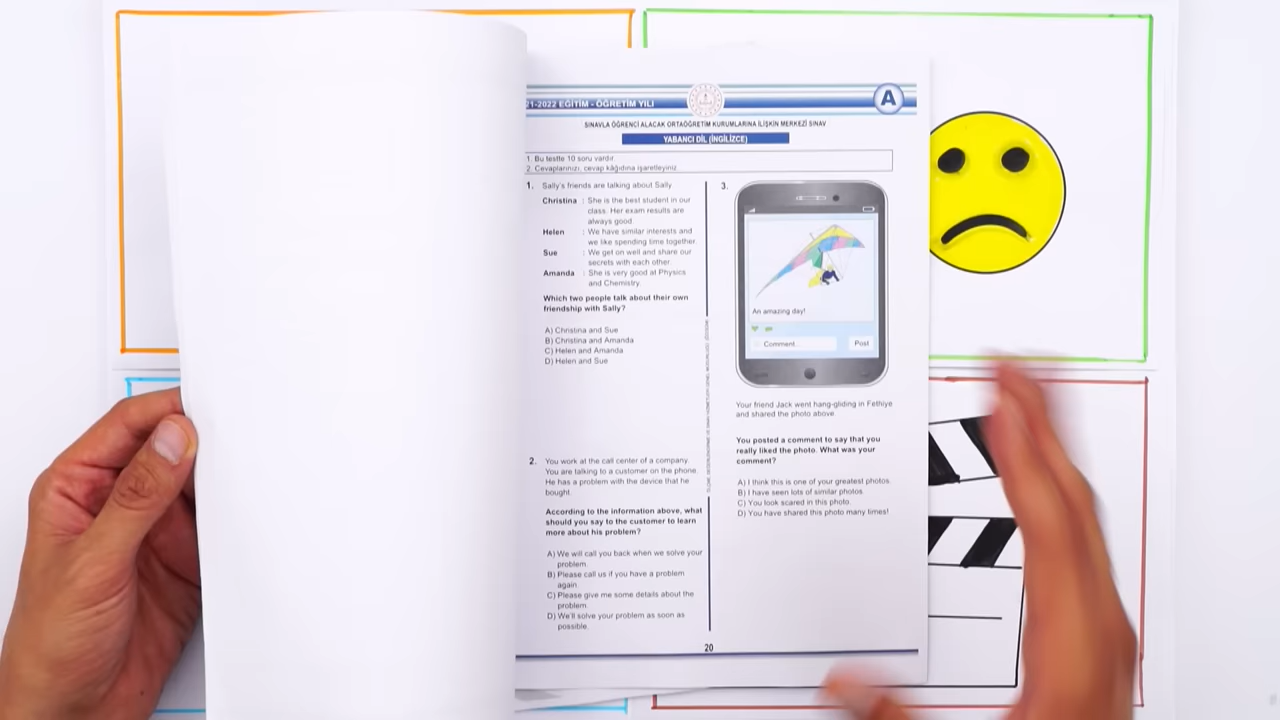 21-2022 EĞİTİM - ÖĞRETİM YILI
A
SINAVLA ÖĞRENCİ ALACAK ORTAÖĞRETİM KURUMLARINA İLİŞKİN MERKEZÎ SINAV
YABANCI DİL (İNGİLİZCE)
1. Bu testte 10 soru vardır.
2. Cevaplarınızı, cevap kâğıdına işaretleyiniz.
1. Sally's friends are talking about Sally.
Christina : She is the best student in our
class. Her exam results are
always good.
Helen : We have similar interests and
we like spending time together.
Sue : We get on well and share our
secrets with each other.
Amanda : She is very good at Physics
and Chemistry.
Which two people talk about their own
friendship with Sally?
A) Christina and Sue
B) Christina and Amanda
C) Helen and Amanda
D) Helen and Sue
2. You work at the call center of a company.
You are talking to a customer on the phone.
He has a problem with the device that he
bought.
According to the information above, what
should you say to the customer to learn
more about his problem?
A) We will call you back when we solve your
problem.
B) Please call us if you have a problem
again.
C) Please give me some details about the
problem.
D) We'll solve your problem as soon as
possible.
3.
An amazing day!
Comment...
Post
Your friend Jack went hang-gliding in Fethiye
and shared the photo above.
You posted a comment to say that you
really liked the photo. What was your
comment?
A) I think this is one of your greatest photos.
B) I have seen lots of similar photos.
C) You look scared in this photo.
D) You have shared this photo many times!
20